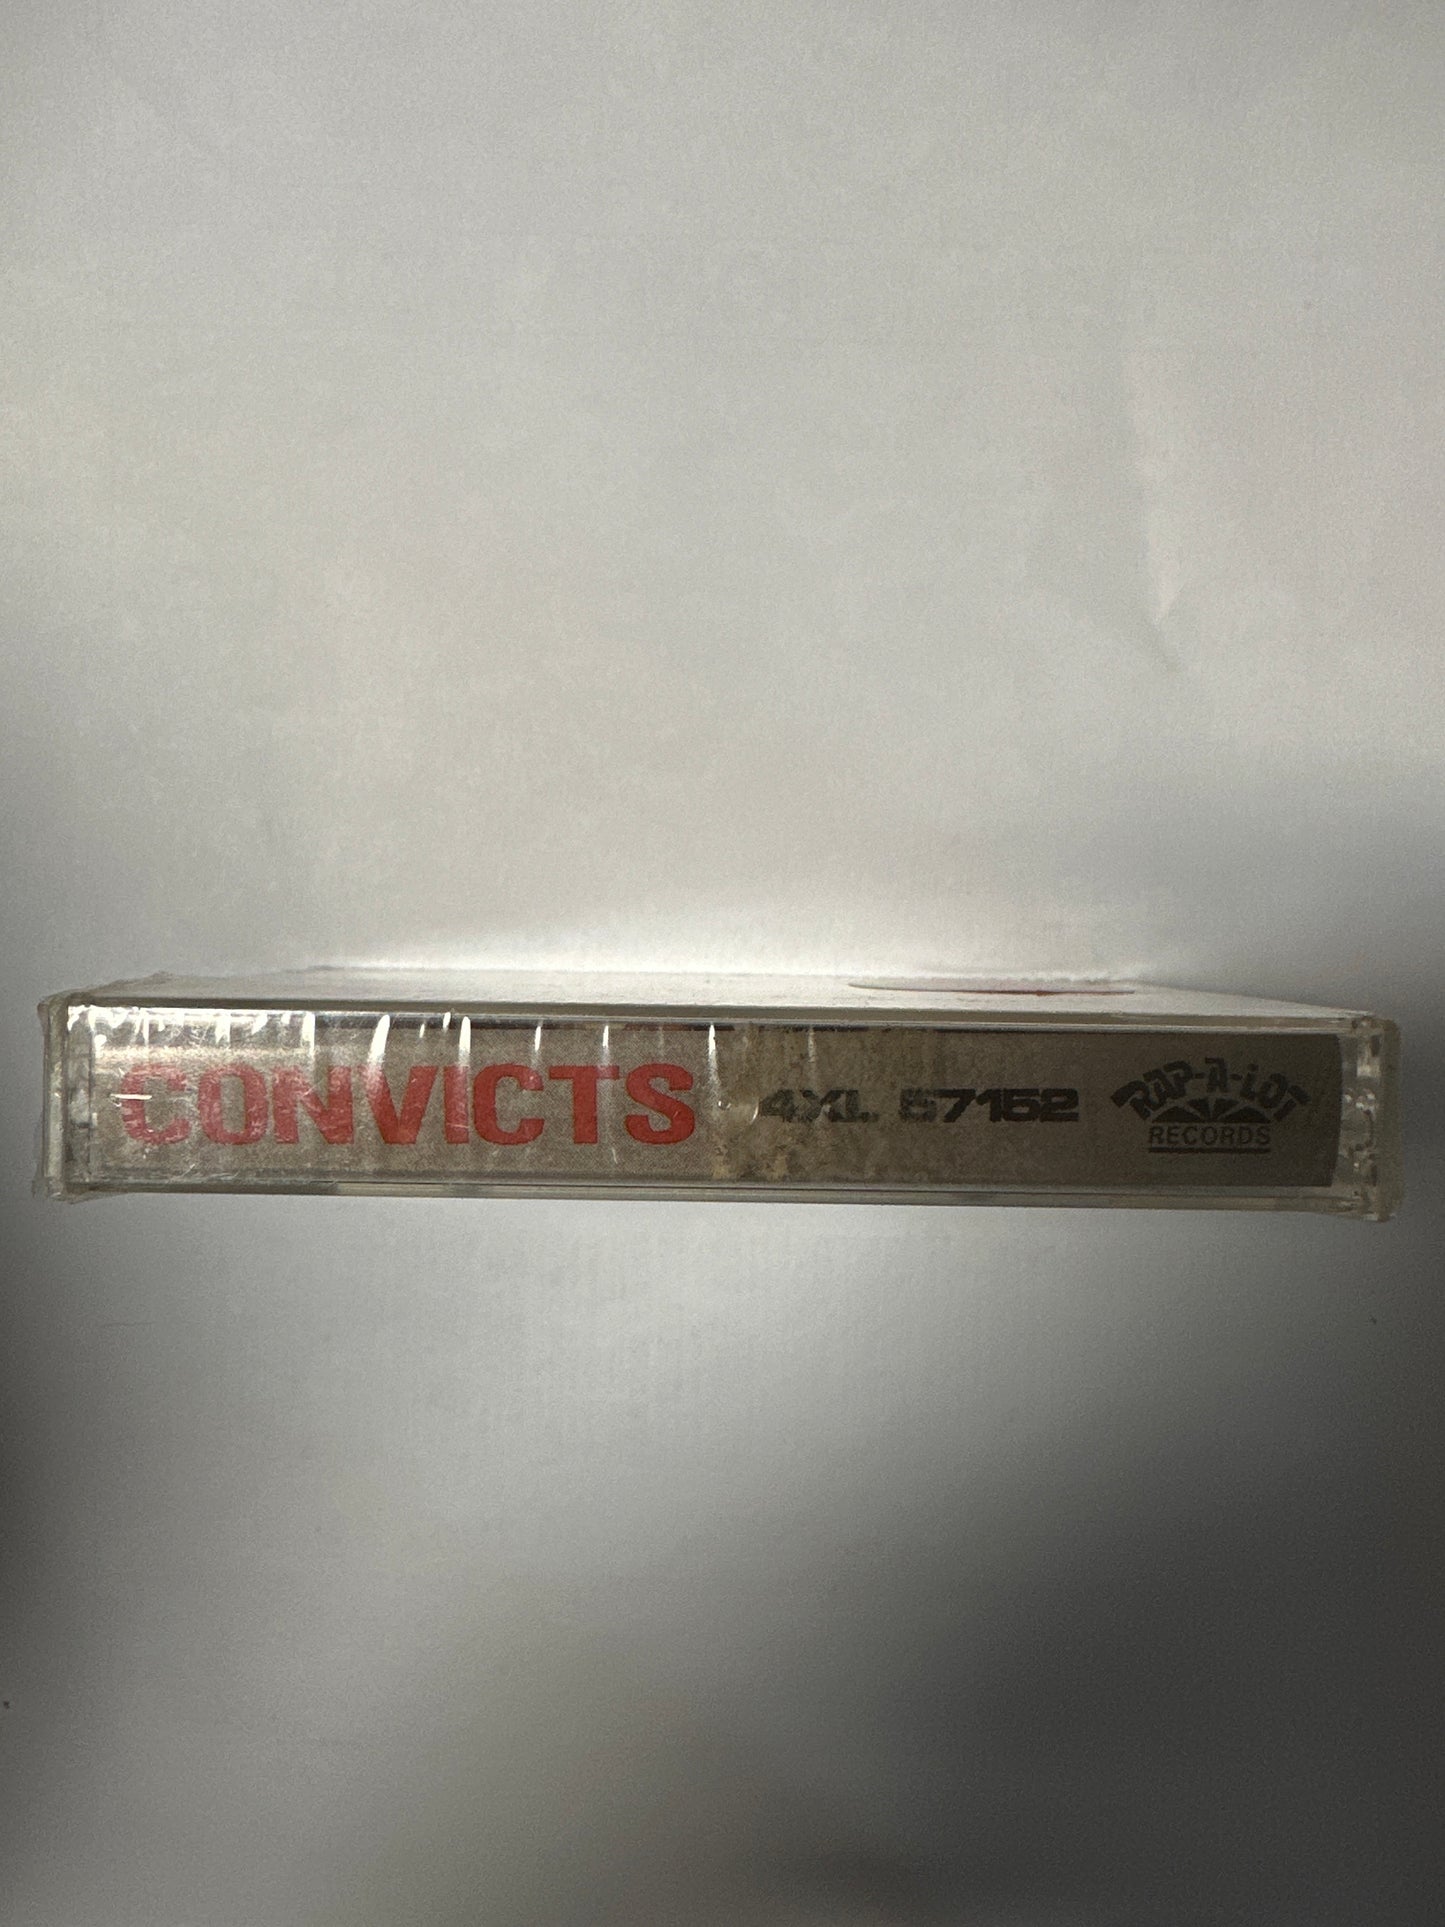 CONVICTS 4XL 57152 RAP-A-LOT
RECORDS